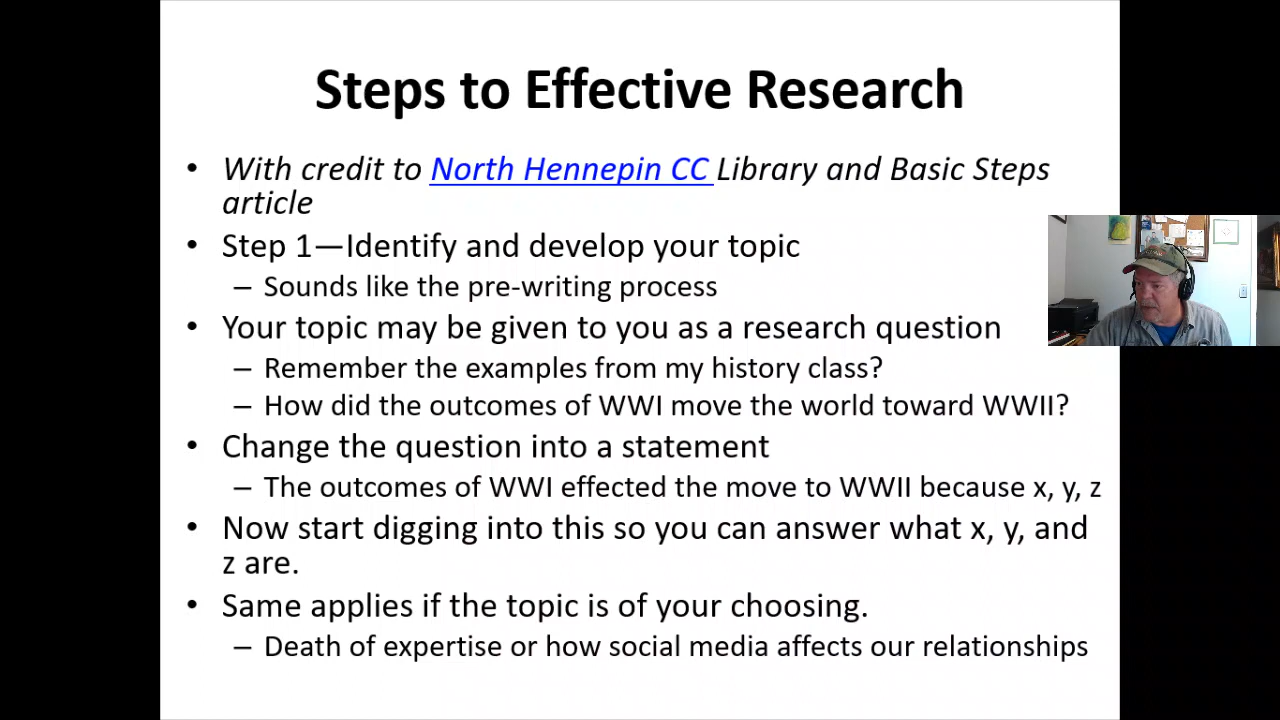 Steps to Effective Research
• With credit to North Hennepin CC Library and Basic Steps
article
• Step 1—Identify and develop your topic
– Sounds like the pre-writing process
• Your topic may be given to you as a research question
– Remember the examples from my history class?
– How did the outcomes of WWI move the world toward WWII?
• Change the question into a statement
– The outcomes of WWI effected the move to WWII because x, y, z
• Now start digging into this so you can answer what x, y, and
z are.
• Same applies if the topic is of your choosing.
– Death of expertise or how social media affects our relationships